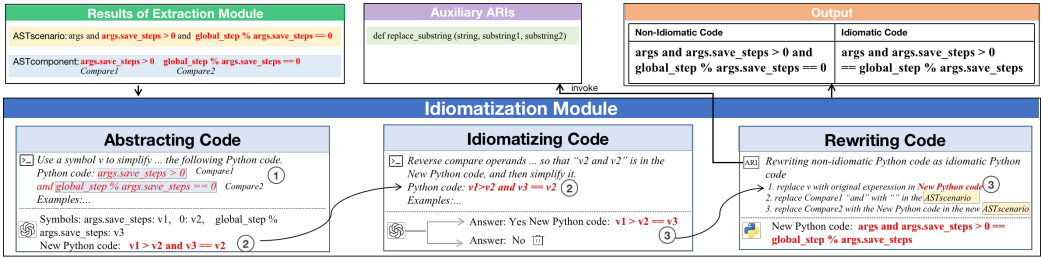 Results of Extraction Module
ASTscenario: args and args.save_steps > 0 and global_step % args.save_steps == 0
ASTcomponent: args.save_steps > 0 global_step % args.save_steps == 0
Compare1 Compare2
Auxiliary ARIs
def replace_substring (string, substring1, substring2)
Output
Non-Idiomatic Code
args and args.save_steps > 0 and
global_step % args.save_steps == 0
Idiomatic Code
args and args.save_steps > 0
== global_step % args.save_steps
invoke
Idiomatization Module
Abstracting Code
Use a symbol v to simplify ... the following Python code.
Python code: args.save_steps > 0 Compare1
and global_step % args.save_steps == 0 Compare2
Examples:...
1
Symbols: args.save_steps: v1, 0: v2, global_step %
args.save_steps: v3
New Python code: v1 > v2 and v3 == v2
2
Idiomatizing Code
Reverse compare operands ... so that “v2 and v2” is in the
New Python code, and then simplify it.
Python code: v1>v2 and v3 == v2 2
Examples:...
Answer: Yes New Python code: v1 > v2 == v3
Answer: No
3
Rewriting Code
ARI
Rewriting non-idiomatic Python code as idiomatic Python
code
1. replace v with original experession in New Python code 3
2. replace Compare1 “and” with “” in the ASTscenario
3. replace Compare2 with the New Python code in the new ASTscenario
New Python code: args and args.save_steps > 0 ==
global_step % args.save_steps